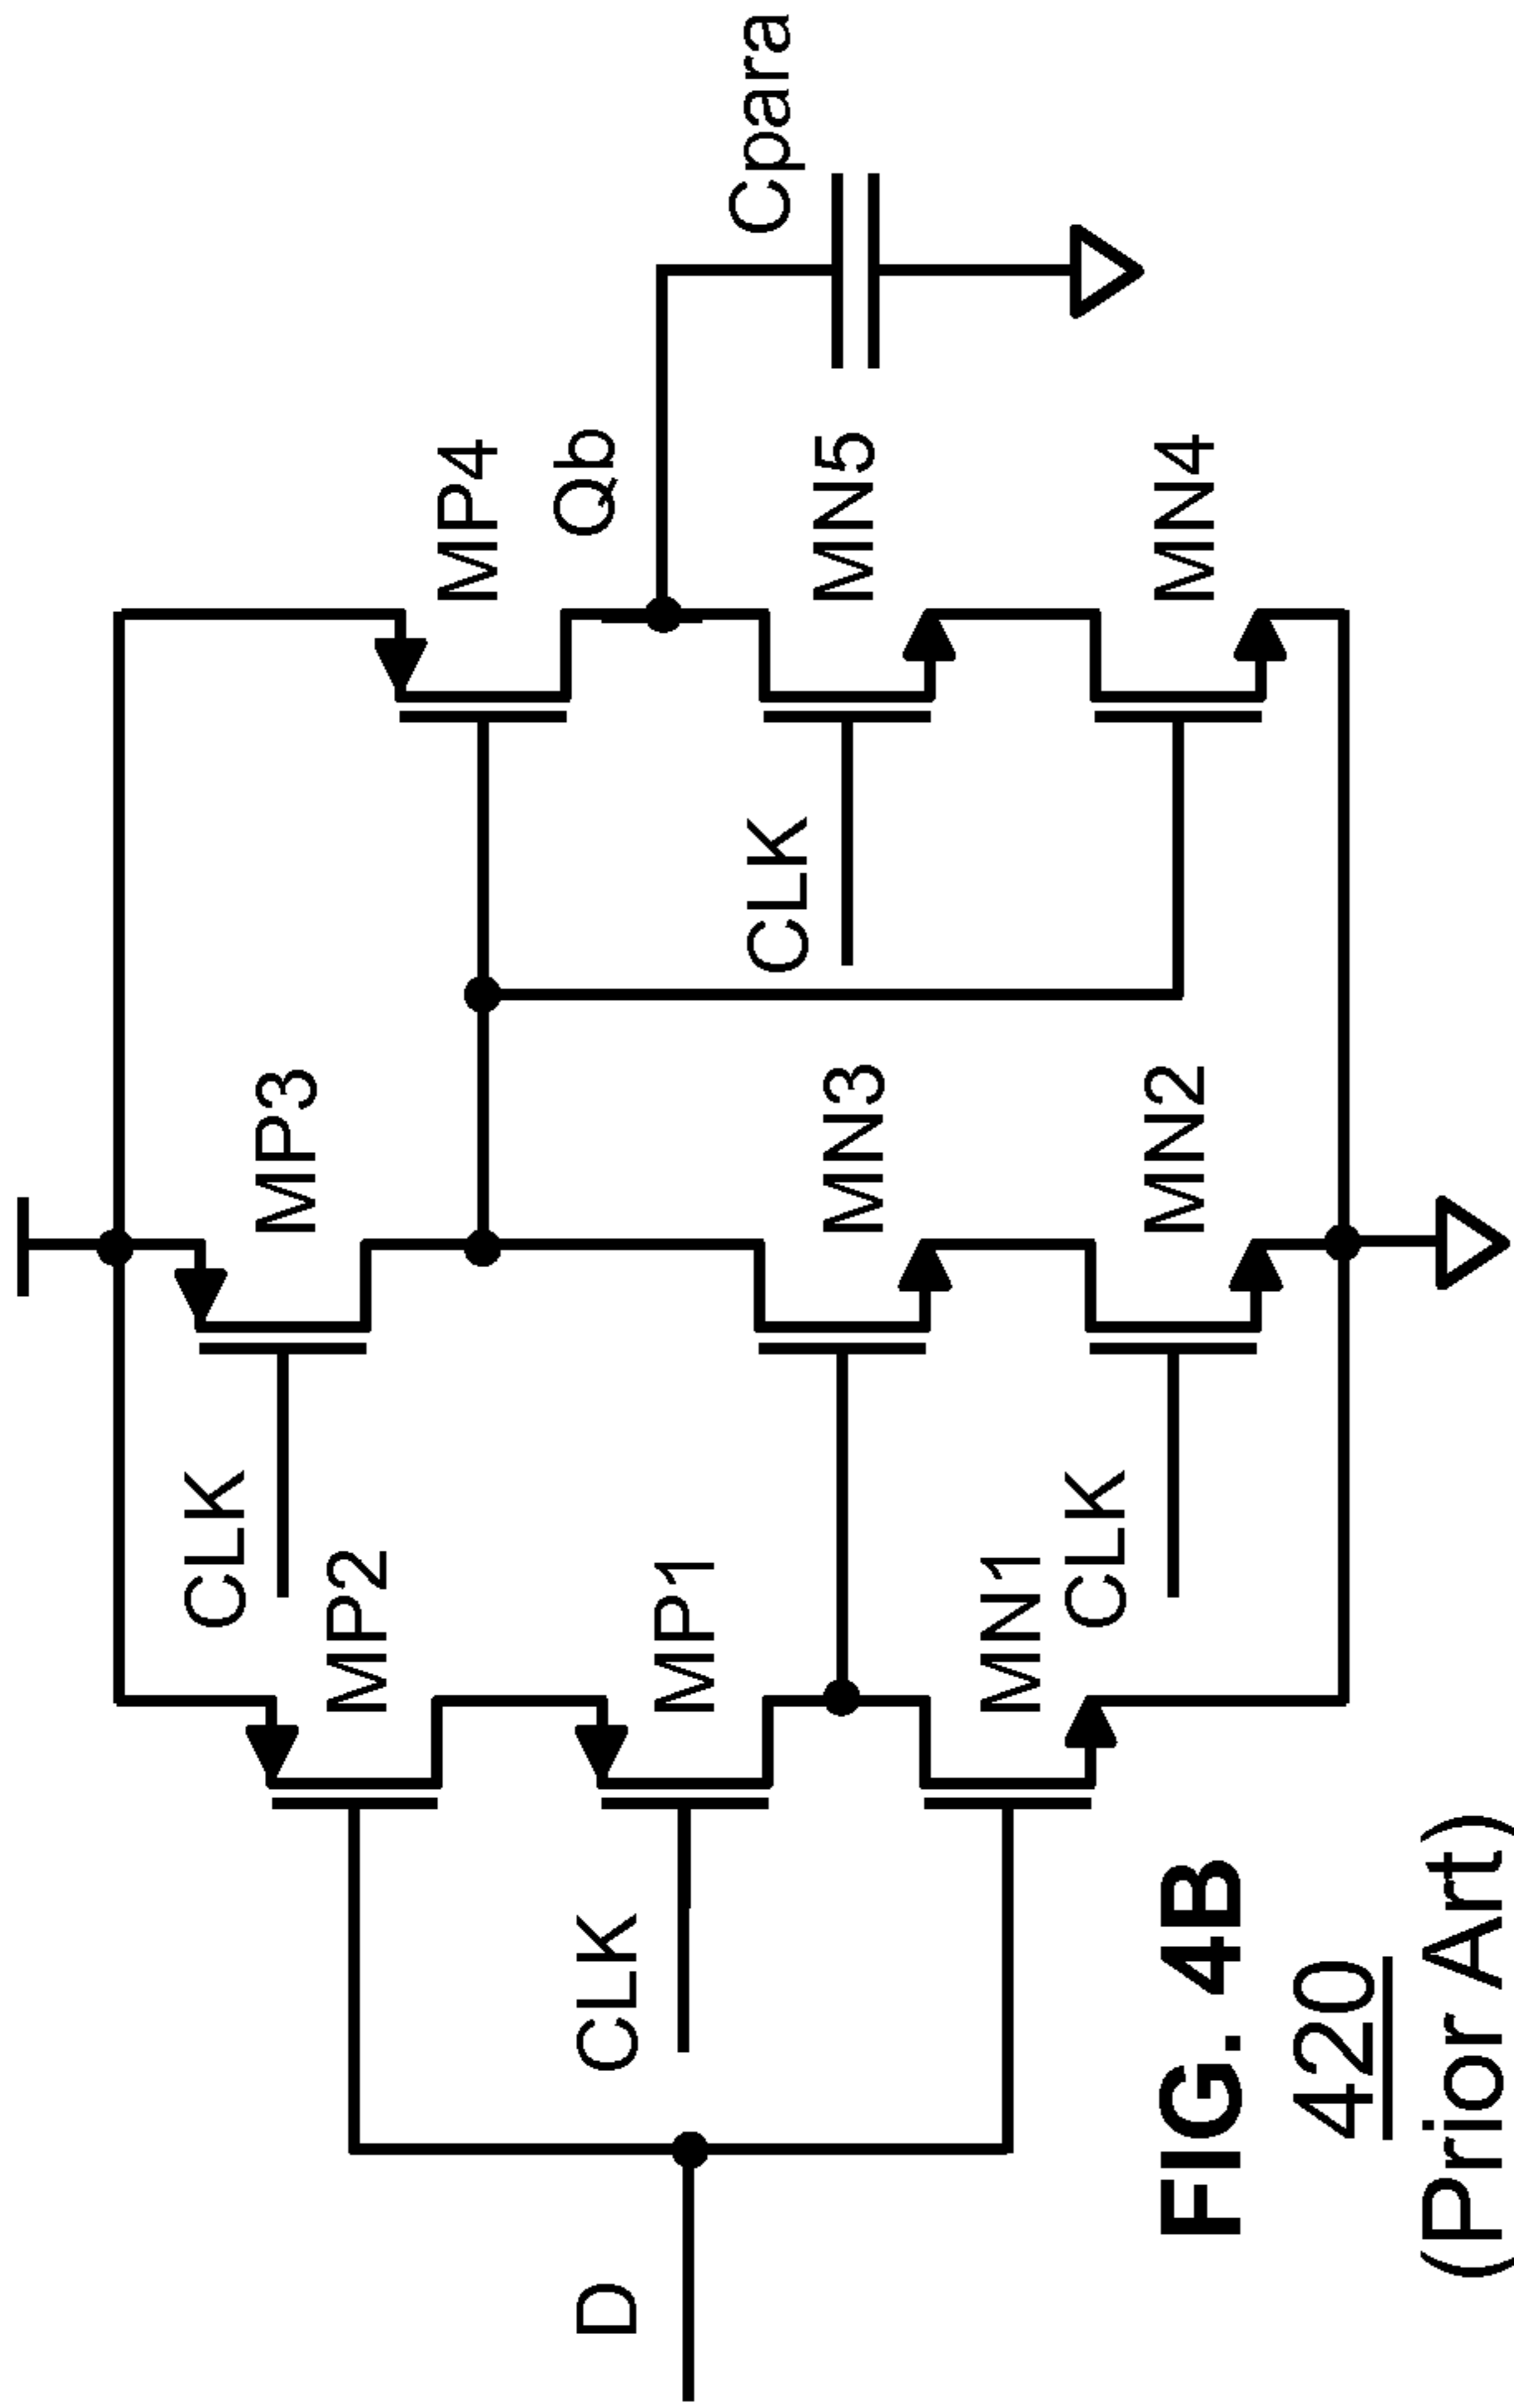 D
CLK
MP2
MP1
MN1
CLK
CLK
MP3
MN3
MN2
CLK
MP4
Qb
MN5
MN4
Cpara
FIG. 4B
420
(Prior Art)